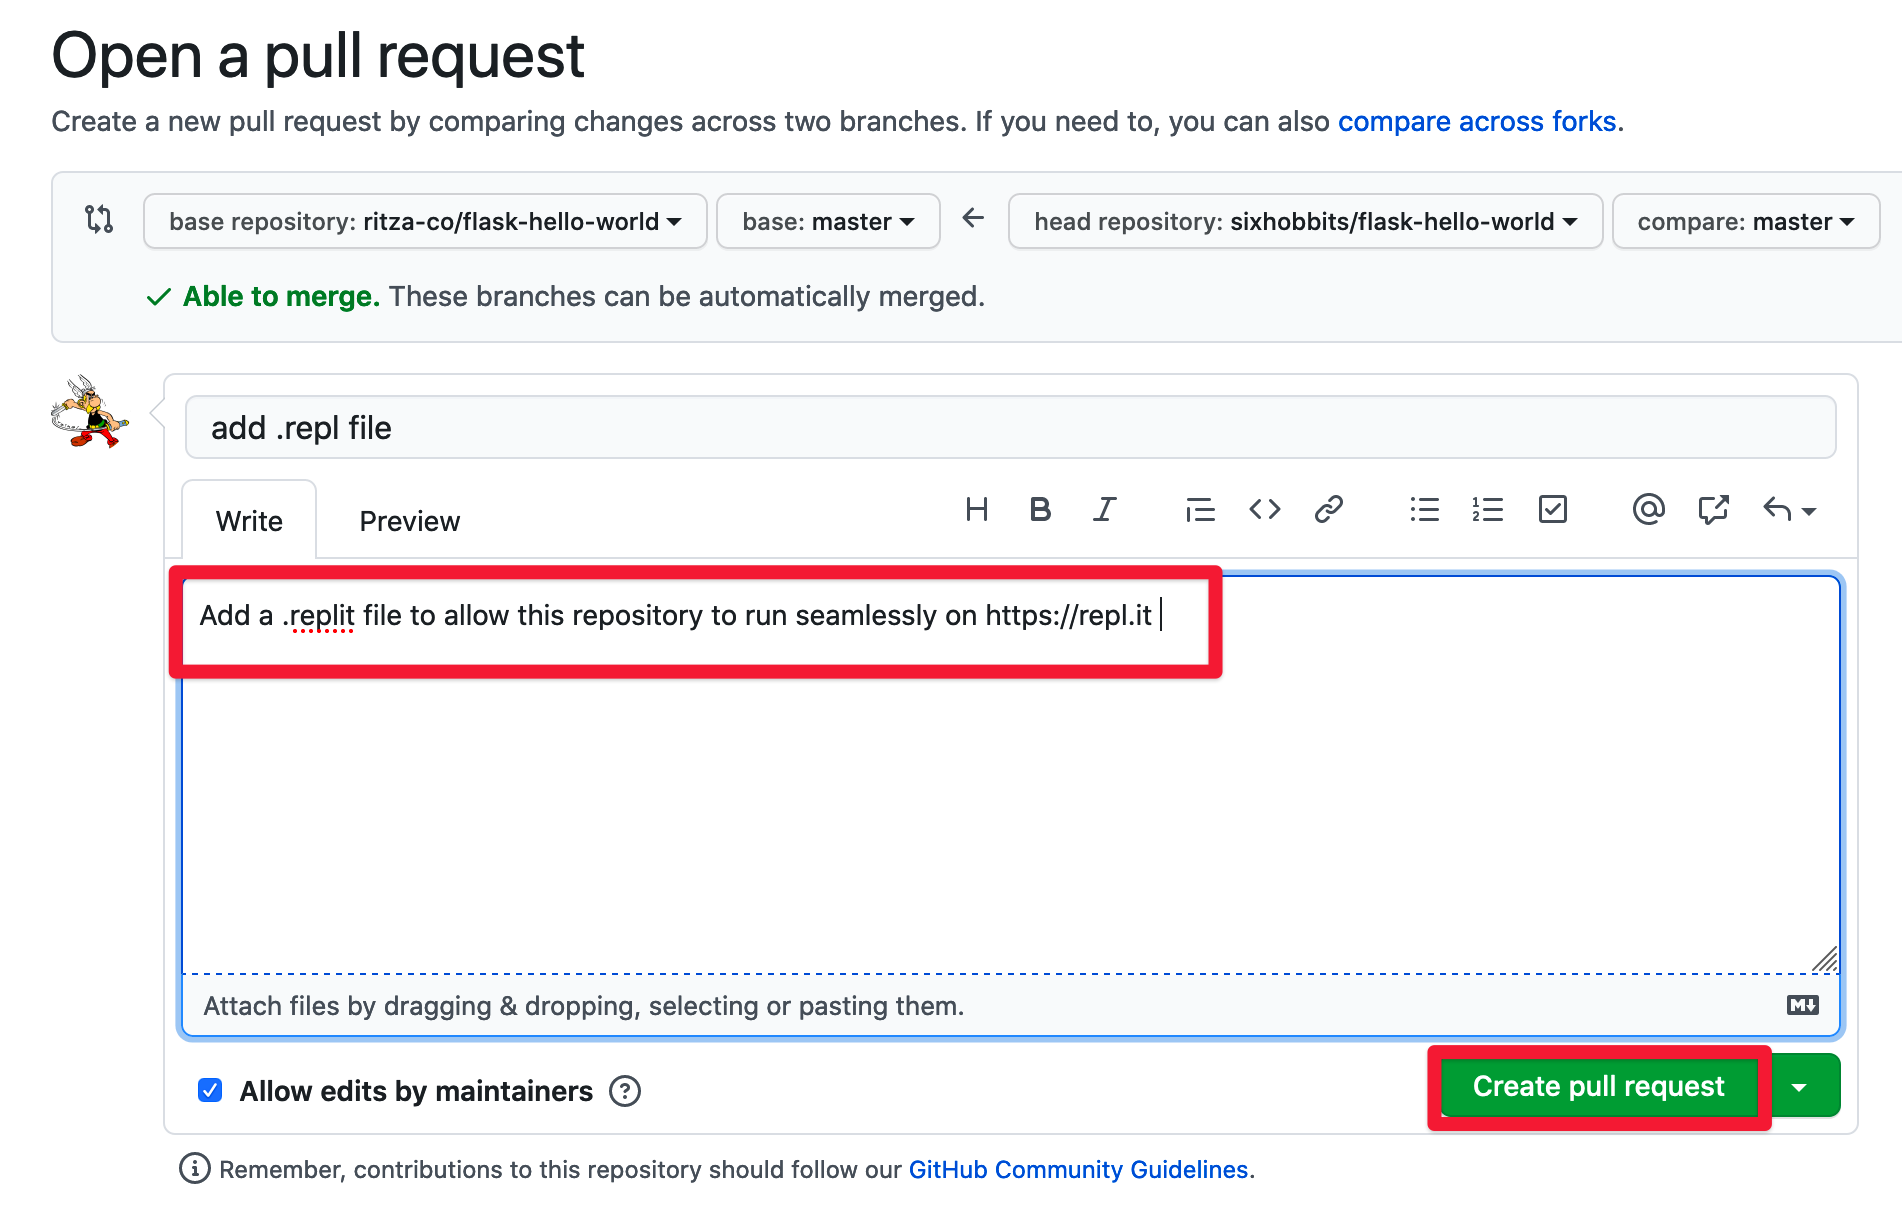 Open a pull request
Create a new pull request by comparing changes across two branches. If you need to, you can also compare across forks.
base repository: ritza-co/flask-hello-world base: master ← head repository: sixhobbits/flask-hello-world compare: master
Able to merge. These branches can be automatically merged.
add .repl file
Write Preview
Add a .replit file to allow this repository to run seamlessly on https://repl.it
Attach files by dragging & dropping, selecting or pasting them.
Allow edits by maintainers
Create pull request
Remember, contributions to this repository should follow our GitHub Community Guidelines.